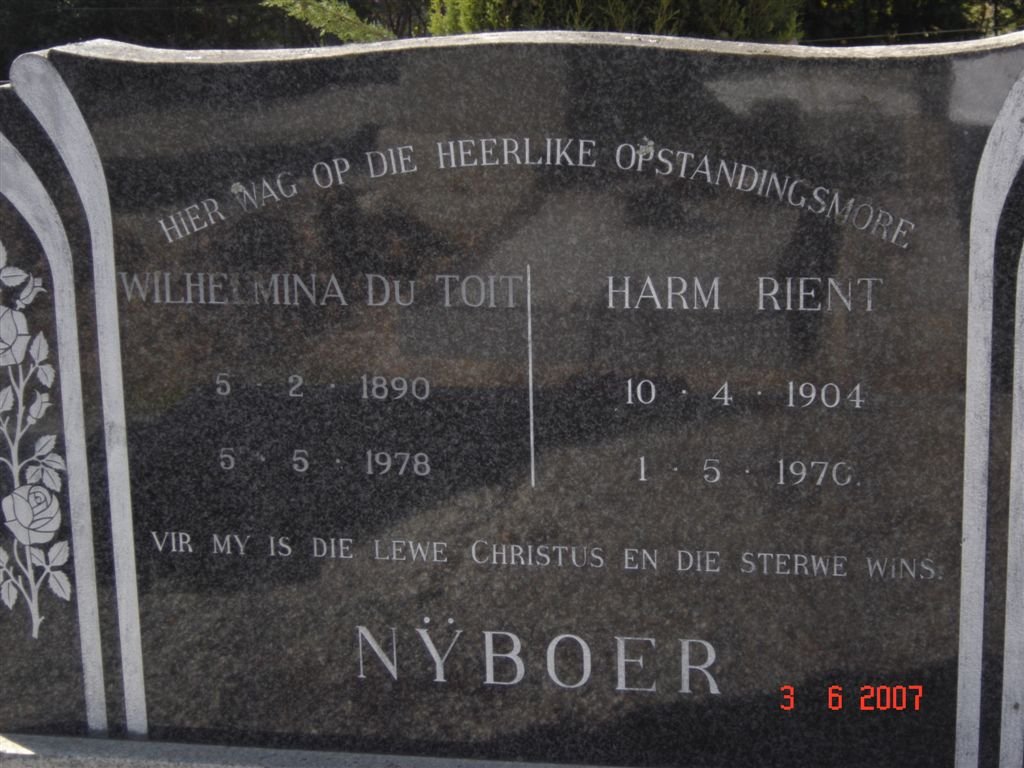 HIER WAG OP DIE HEERLIKE OPSTANDINGSMÔRE
WILHELMINA DU TOIT
5 · 2 · 1890
5 · 5 · 1978
HARM RIENT
10 · 4 · 1904
1 · 5 · 1970.
VIR MY IS DIE LEWE CHRISTUS EN DIE STERWE WINS.
NŸBOER
3 6 2007